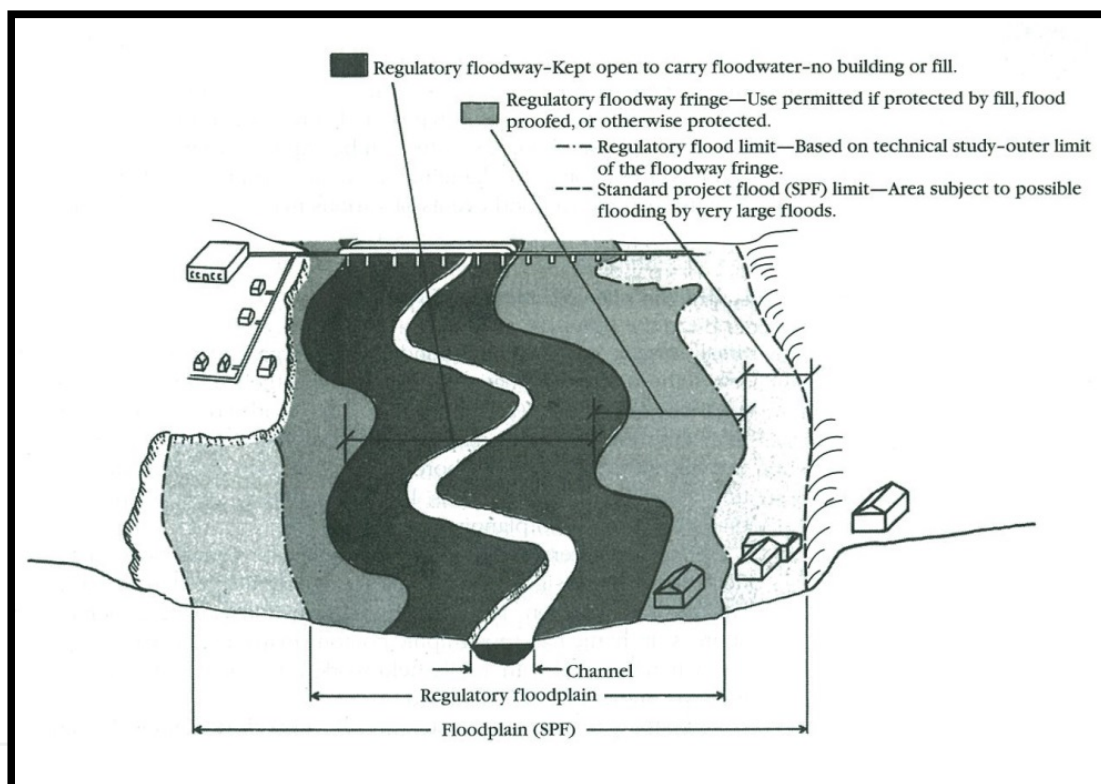 Regulatory floodway–Kept open to carry floodwater–no building or fill.
Regulatory floodway fringe—Use permitted if protected by fill, flood
proofed, or otherwise protected.
Regulatory flood limit—Based on technical study–outer limit
of the floodway fringe.
Standard project flood (SPF) limit—Area subject to possible
flooding by very large floods.
Channel
Regulatory floodplain
Floodplain (SPF)